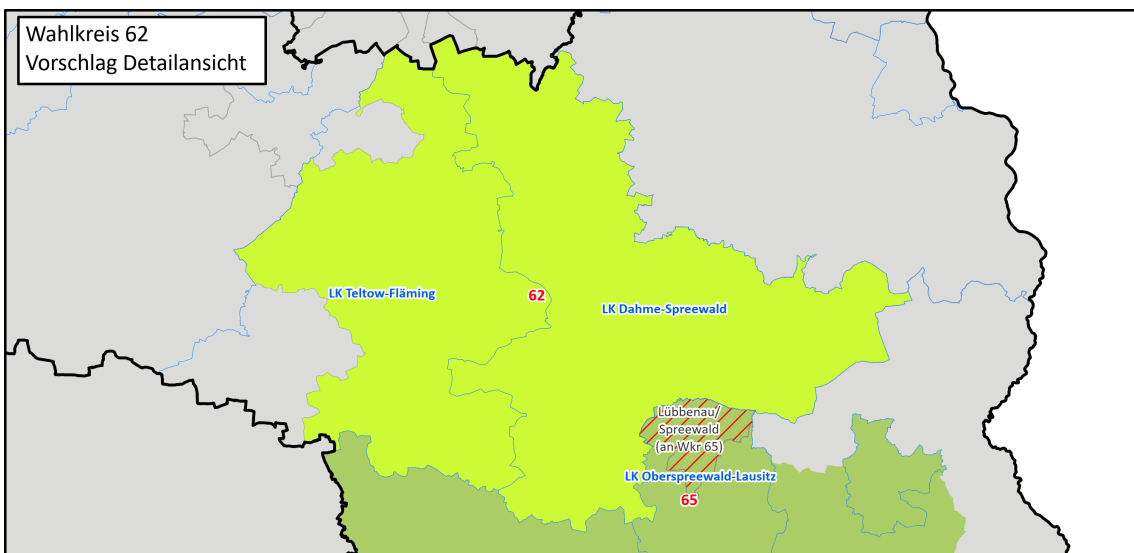 Wahlkreis 62
Vorschlag Detailansicht
LK Teltow-Fläming
62
LK Dahme-Spreewald
Lübbenau/
Spreewald
(an Wkr 65)
LK Oberspreewald-Lausitz
65